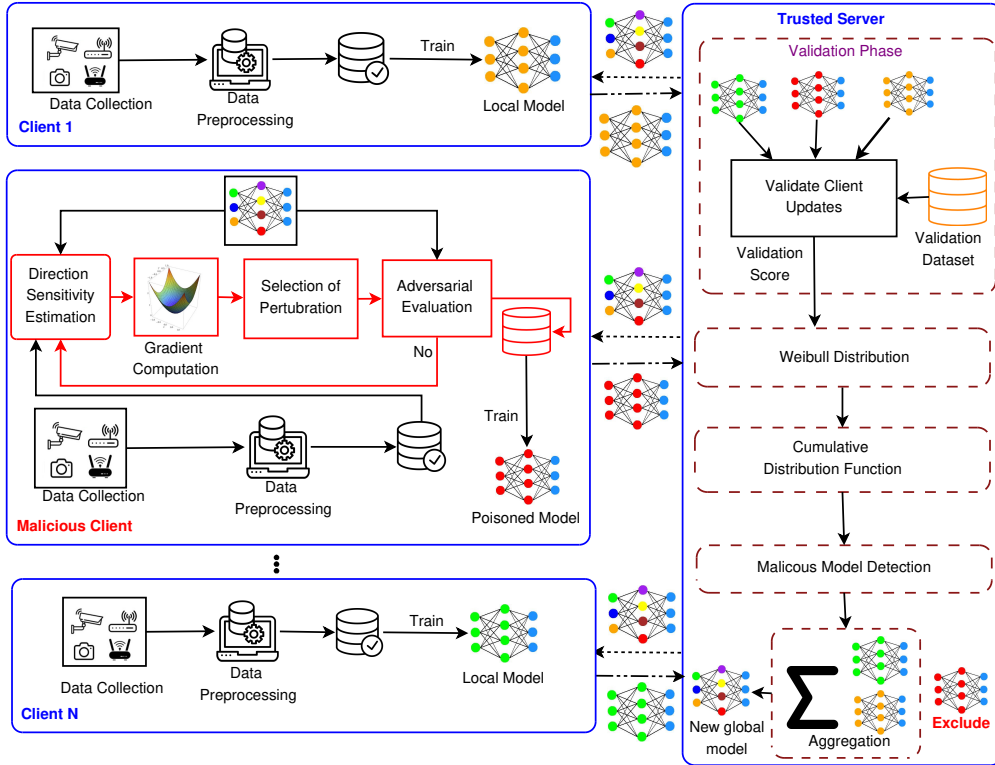 Data Collection
Data
Preprocessing
Train
Local Model
Client 1
Direction
Sensitivity
Estimation
Gradient
Computation
Selection of
Pertubration
Adversarial
Evaluation
No
Train
Data Collection
Data
Preprocessing
Poisoned Model
Malicious Client
Data Collection
Data
Preprocessing
Train
Local Model
Client N
Trusted Server
Validation Phase
Validate Client
Updates
Validation
Dataset
Validation
Score
Weibull Distribution
Cumulative
Distribution Function
Malicous Model Detection
New global
model
Aggregation
Exclude